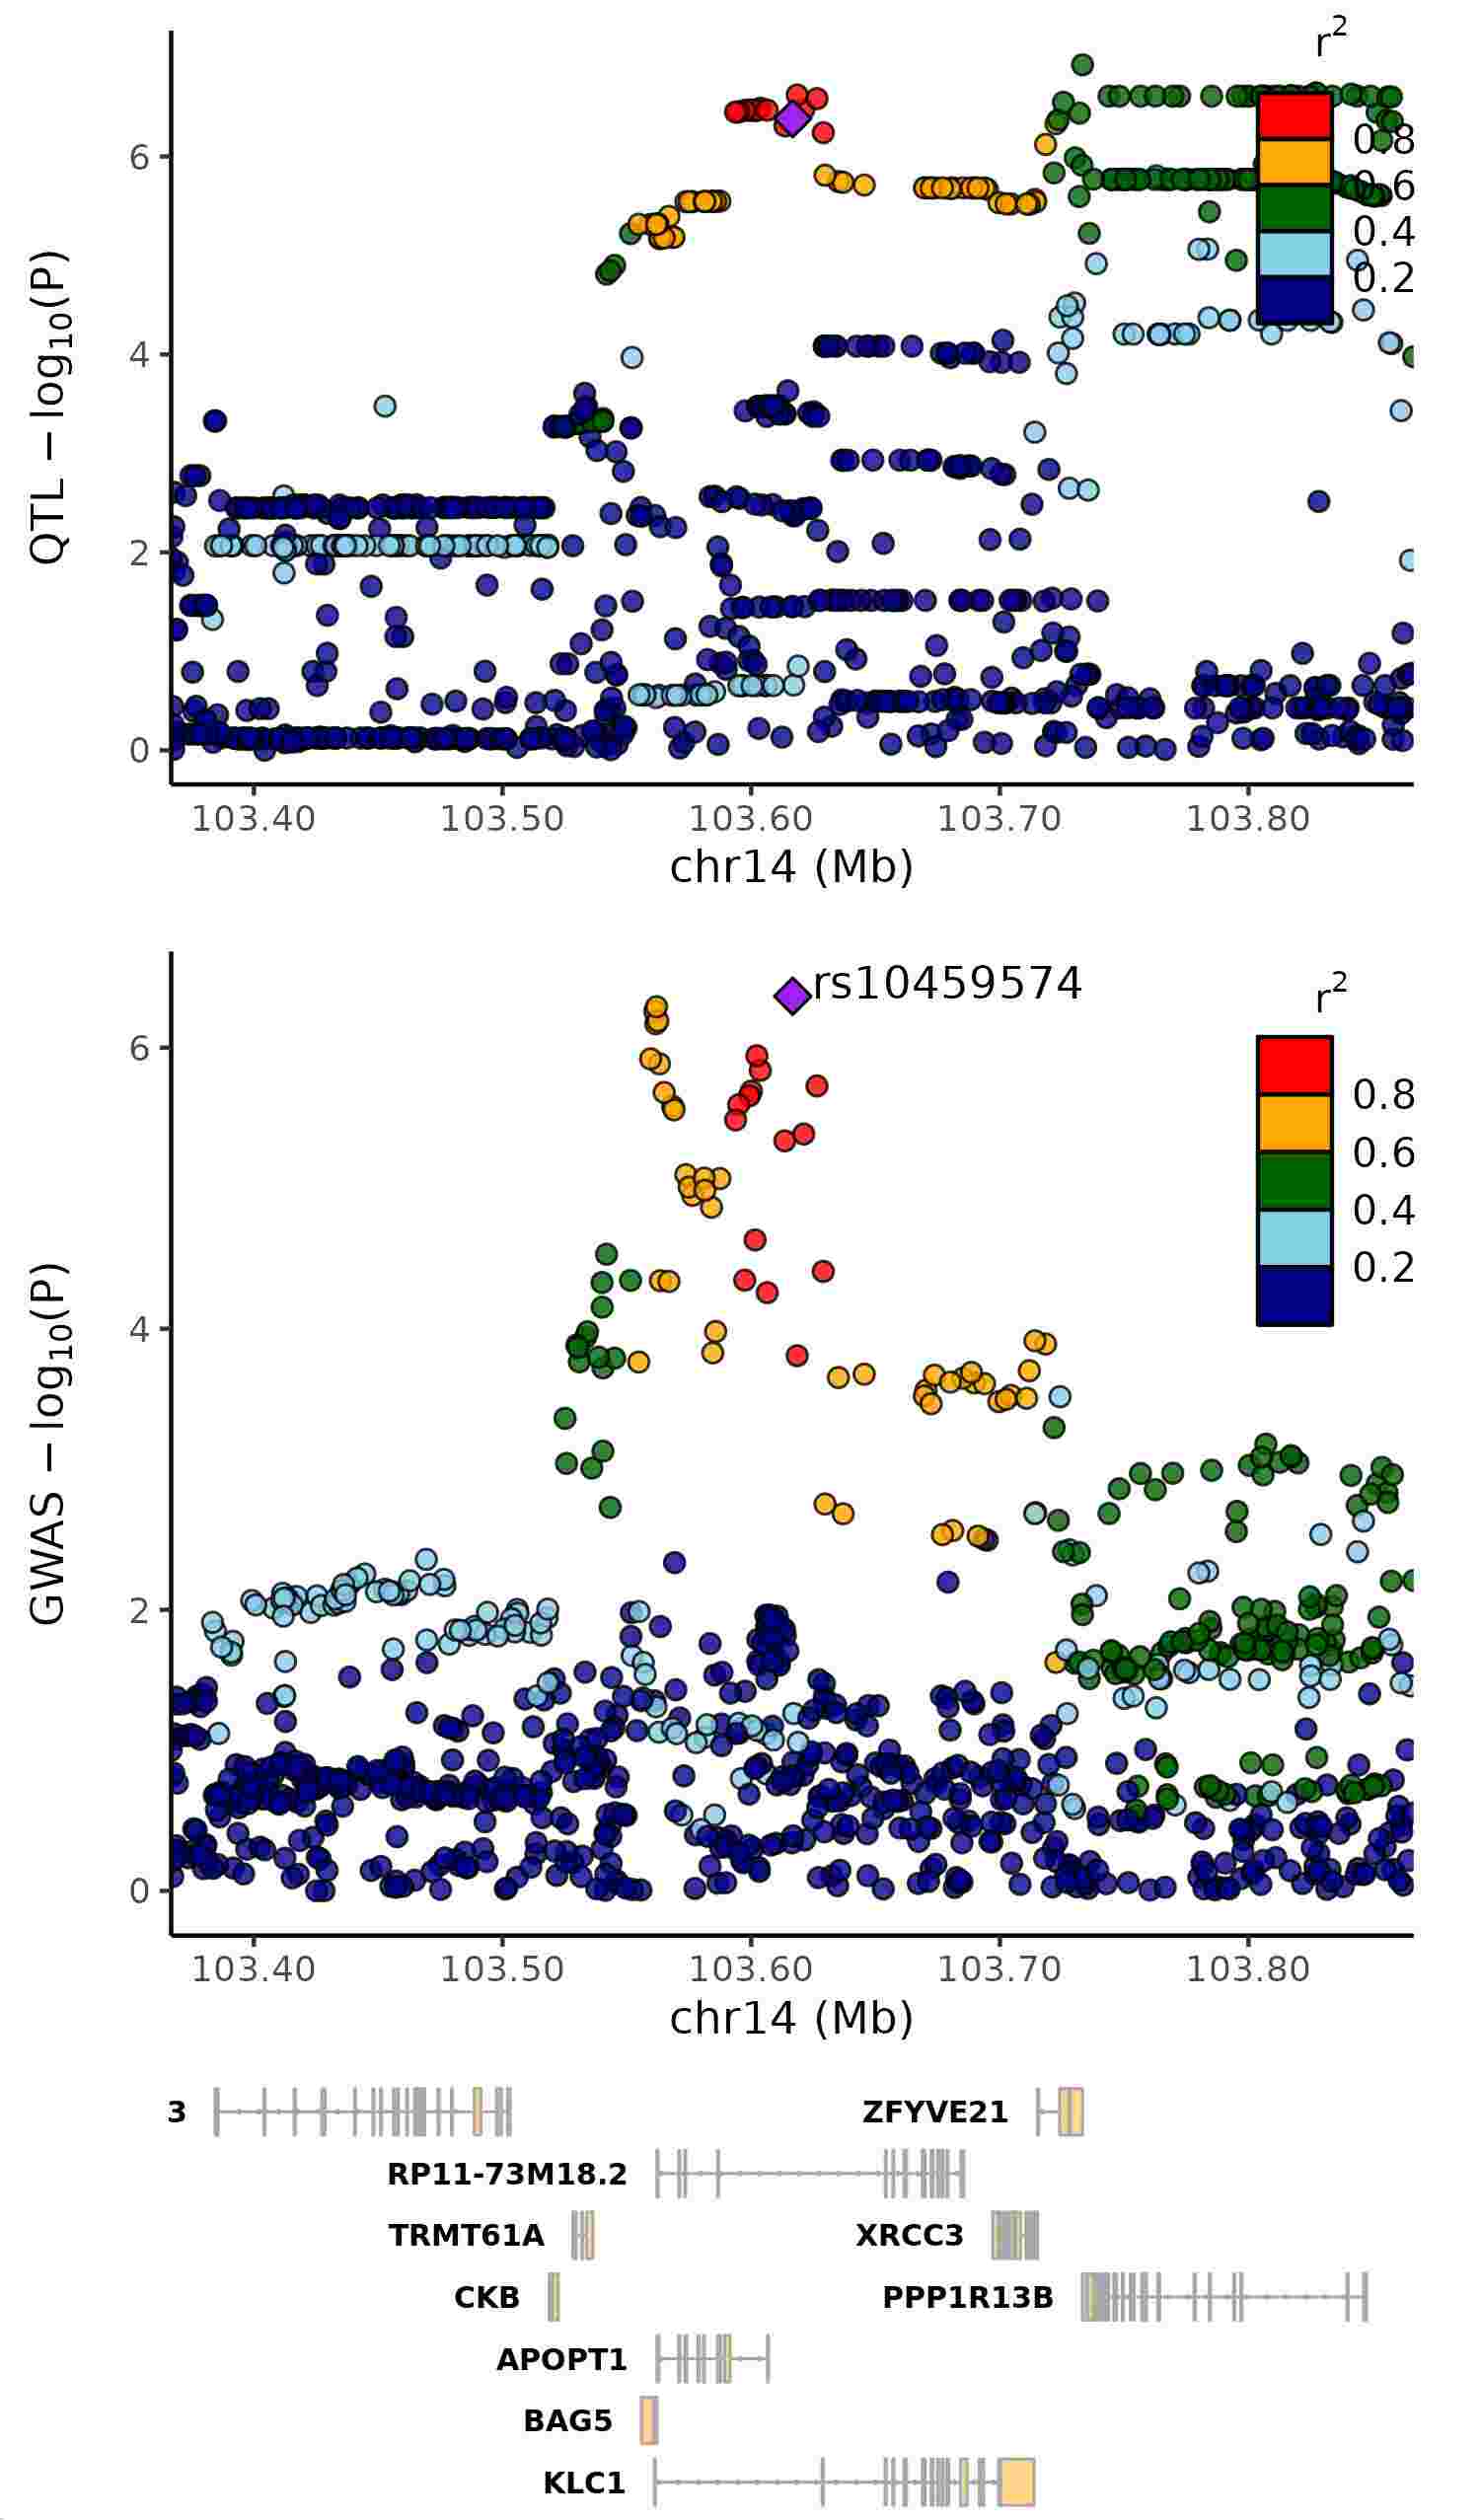 r2
QTL − log10(P)
6
4
2
0
0.8
0.6
0.4
0.2
103.40 103.50 103.60 103.70 103.80
chr14 (Mb)
rs10459574
r2
GWAS − log10(P)
6
4
2
0
0.8
0.6
0.4
0.2
103.40 103.50 103.60 103.70 103.80
chr14 (Mb)
3 ZFYVE21
RP11-73M18.2
TRMT61A XRCC3
CKB PPP1R13B
APOPT1
BAG5
KLC1